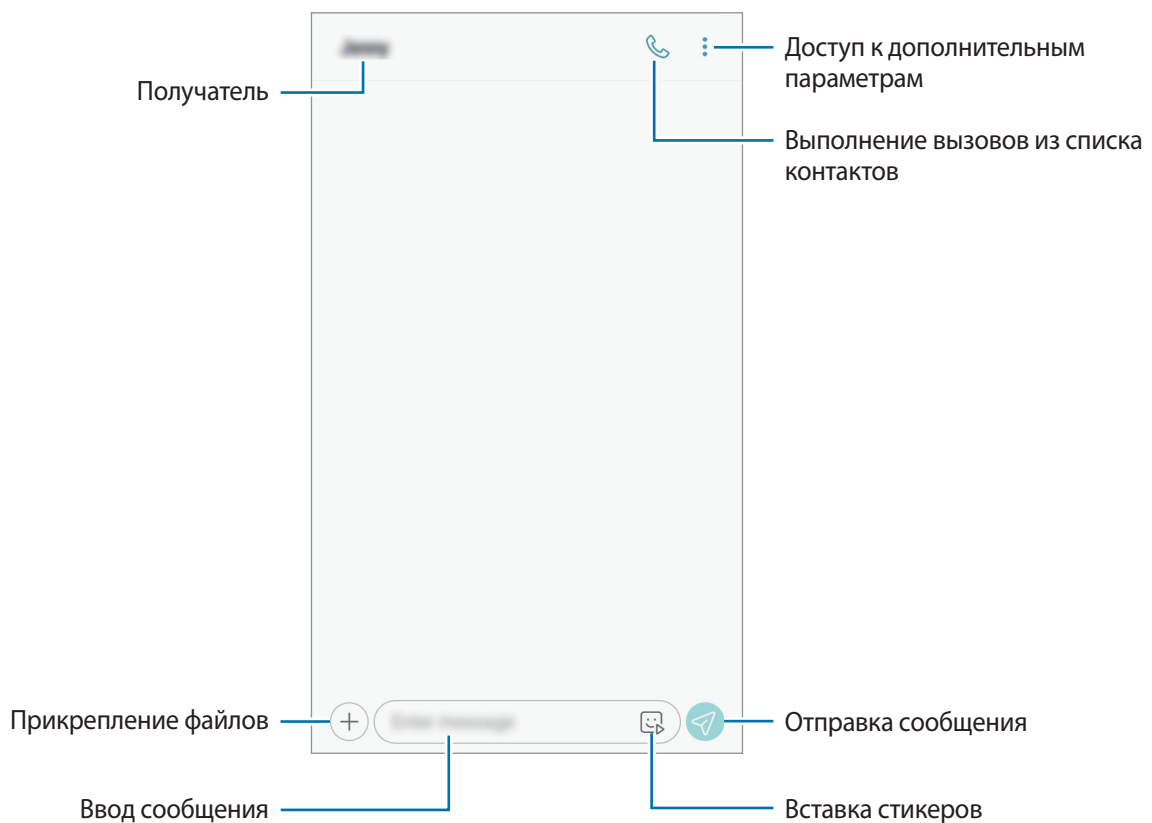 Доступ к дополнительным
параметрам
Получатель
Выполнение вызовов из списка
контактов
Прикрепление файлов
Отправка сообщения
Ввод сообщения
Вставка стикеров